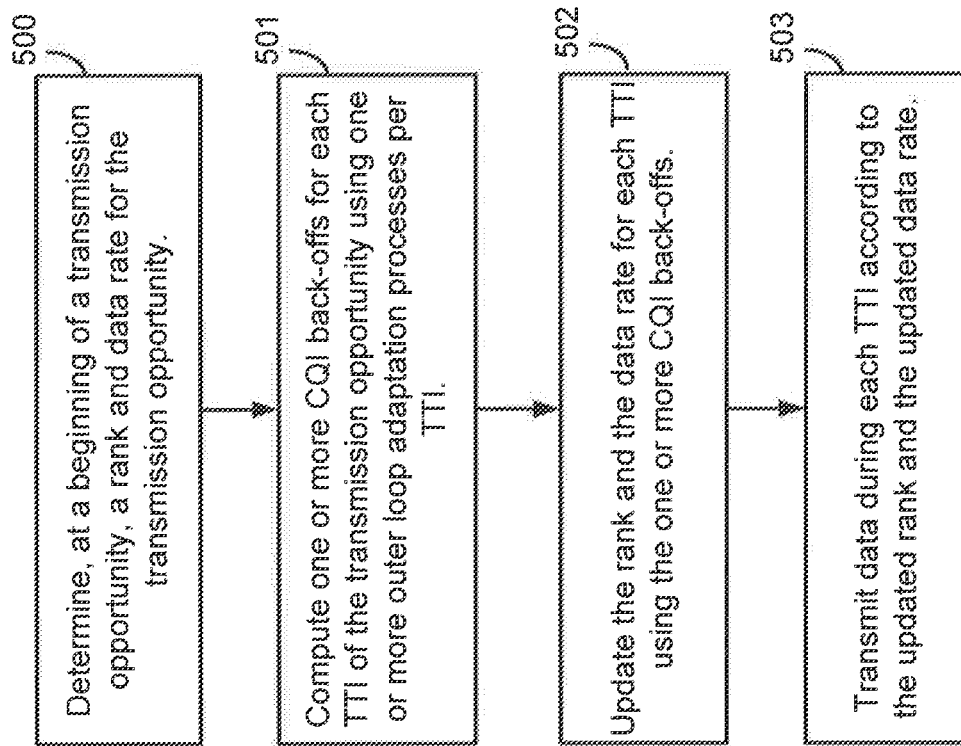 500
Determine, at a beginning of a transmission
opportunity, a rank and data rate for the
transmission opportunity.
501
Compute one or more CQI back-offs for each
TTI of the transmission opportunity using one
or more outer loop adaptation processes per
TTI.
502
Update the rank and the data rate for each TTI
using the one or more CQI back-offs.
503
Transmit data during each TTI according to
the updated rank and the updated data rate.